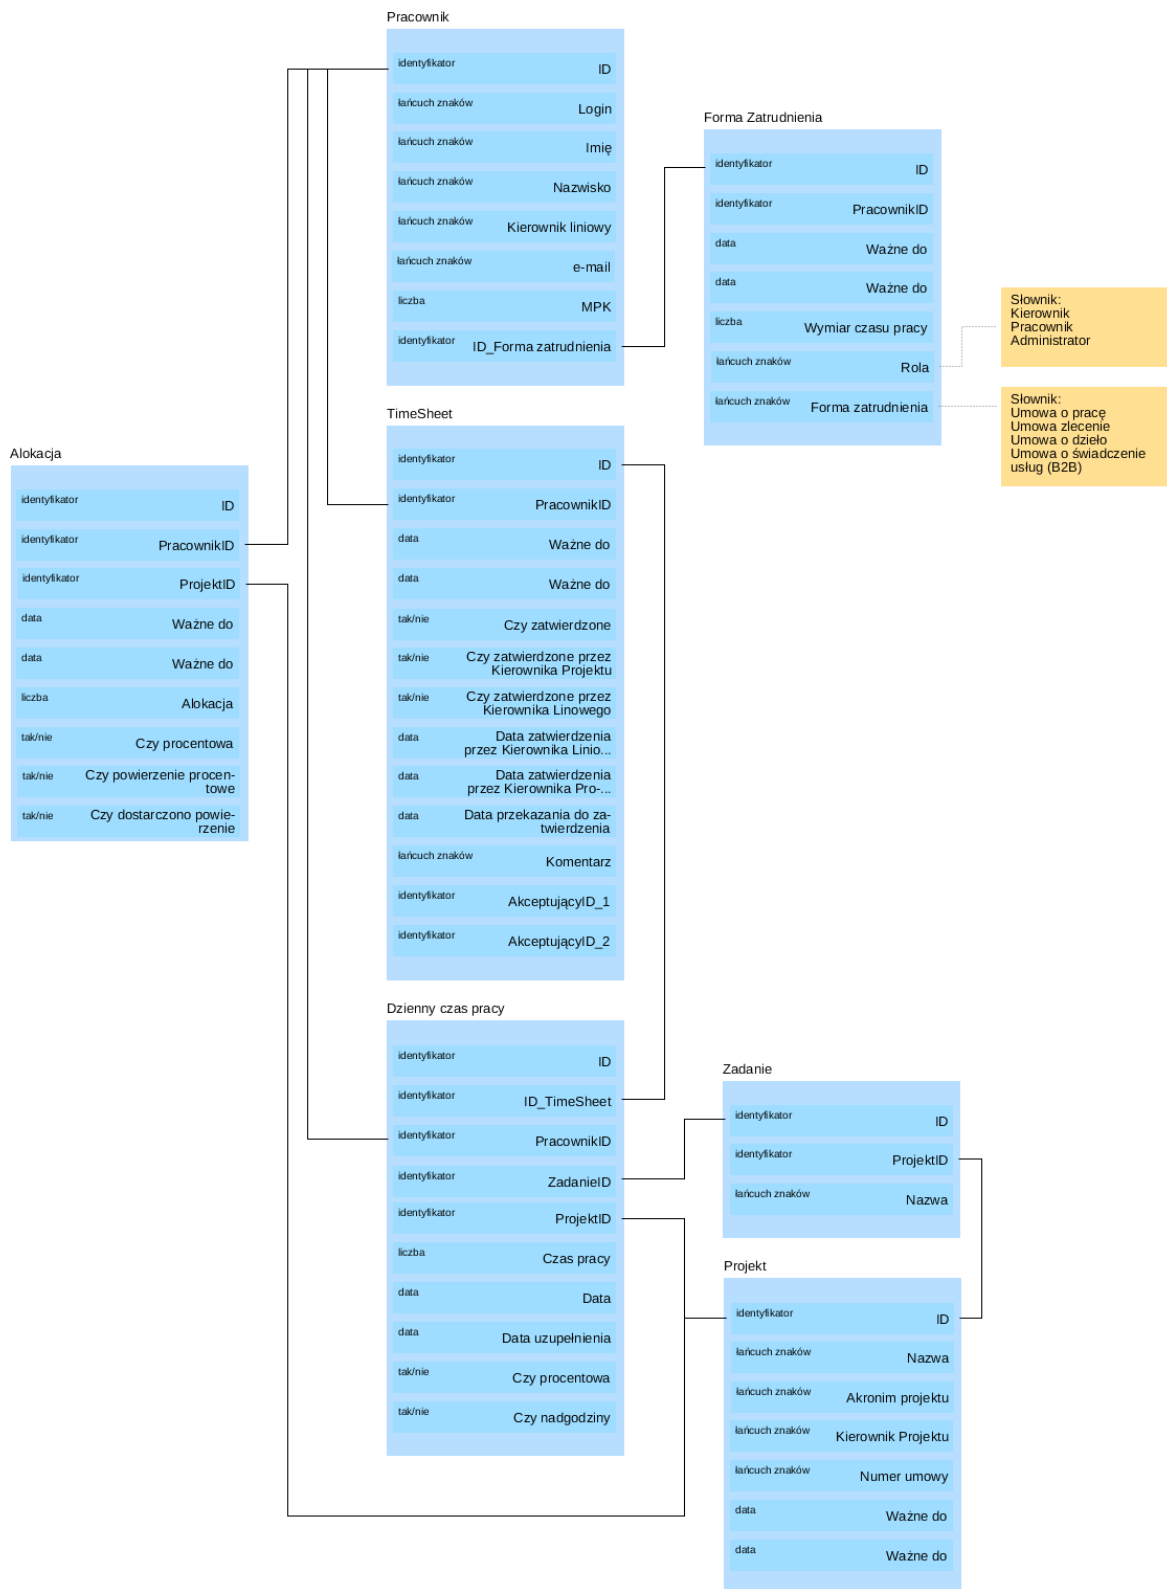 Pracownik
identyfikator
ID
łańcuch znaków
Login
łańcuch znaków
Imię
łańcuch znaków
Nazwisko
łańcuch znaków
Kierownik liniowy
łańcuch znaków
e-mail
liczba
MPK
identyfikator
ID_Forma zatrudnienia
Forma Zatrudnienia
identyfikator
ID
identyfikator
PracownikID
data
Ważne do
data
Ważne do
liczba
Wymiar czasu pracy
łańcuch znaków
Rola
łańcuch znaków
Forma zatrudnienia
Słownik:
Kierownik
Pracownik
Administrator
Słownik:
Umowa o pracę
Umowa zlecenie
Umowa o dzieło
Umowa o świadczenie
usług (B2B)
TimeSheet
identyfikator
ID
identyfikator
PracownikID
data
Ważne do
data
Ważne do
tak/nie
Czy zatwierdzone
tak/nie
Czy zatwierdzone przez
Kierownika Projektu
tak/nie
Czy zatwierdzone przez
Kierownika Linowego
data
Data zatwierdzenia
przez Kierownika Linio...
data
Data zatwierdzenia
przez Kierownika Pro-...
data
Data przekazania do za-
twierdzenia
łańcuch znaków
Komentarz
identyfikator
AkceptującyID_1
identyfikator
AkceptującyID_2
Alokacja
identyfikator
ID
identyfikator
PracownikID
identyfikator
ProjektID
data
Ważne do
data
Ważne do
liczba
Alokacja
tak/nie
Czy procentowa
tak/nie
Czy powierzenie procen-
towe
tak/nie
Czy dostarczono powie-
rzenie
Dzienny czas pracy
identyfikator
ID
identyfikator
ID_TimeSheet
identyfikator
PracownikID
identyfikator
ZadanieID
identyfikator
ProjektID
liczba
Czas pracy
data
Data
data
Data uzupełnienia
tak/nie
Czy procentowa
tak/nie
Czy nadgodziny
Zadanie
identyfikator
ID
identyfikator
ProjektID
łańcuch znaków
Nazwa
Projekt
identyfikator
ID
łańcuch znaków
Nazwa
łańcuch znaków
Akronim projektu
łańcuch znaków
Kierownik Projektu
łańcuch znaków
Numer umowy
data
Ważne do
data
Ważne do